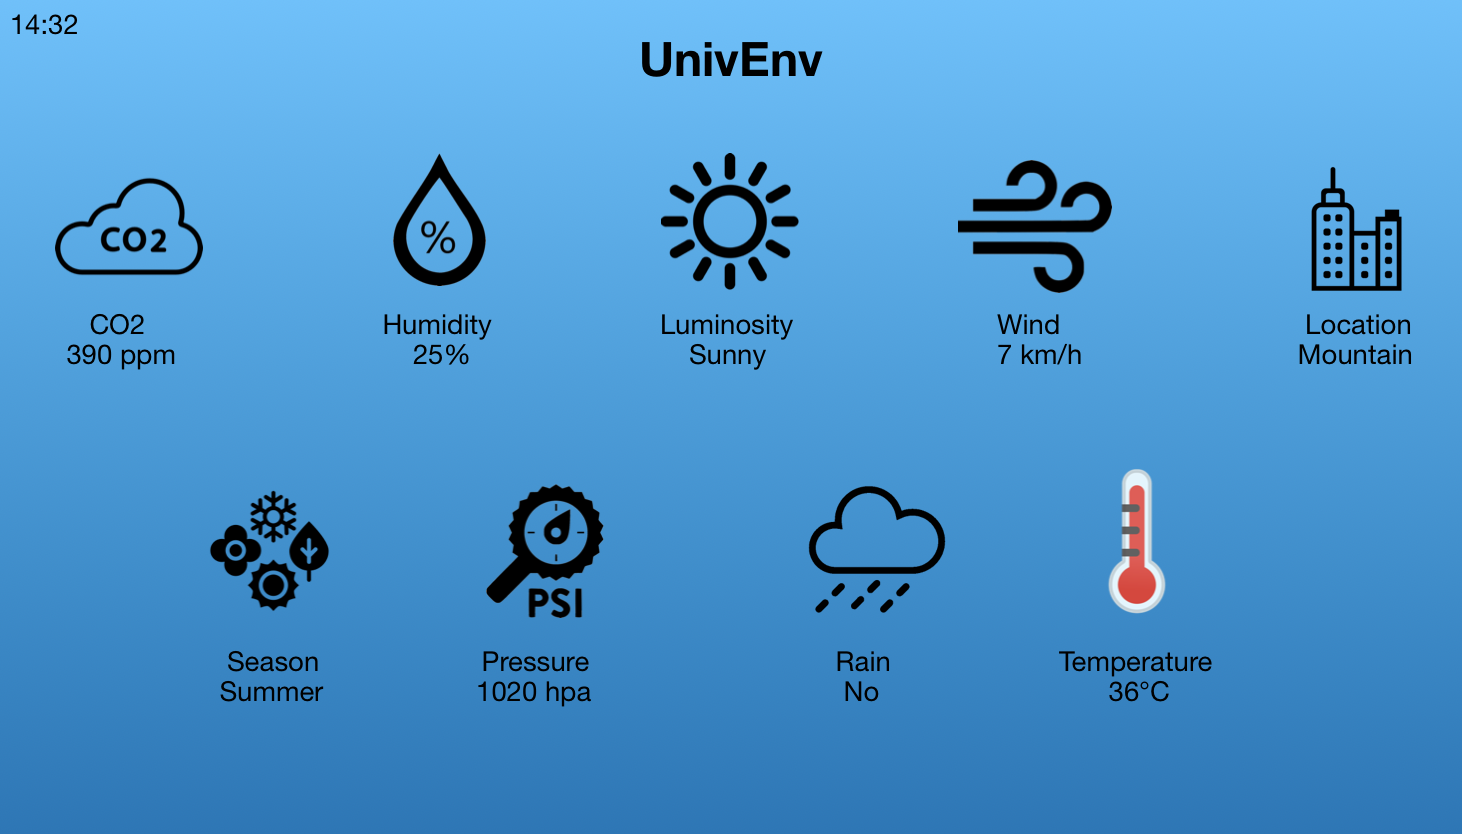 14:32
UnivEnv
CO2
%
CO2
390 ppm
Humidity
25%
Luminosity
Sunny
Wind
7 km/h
Location
Mountain
PSI
Season
Summer
Pressure
1020 hpa
Rain
No
Temperature
36°C